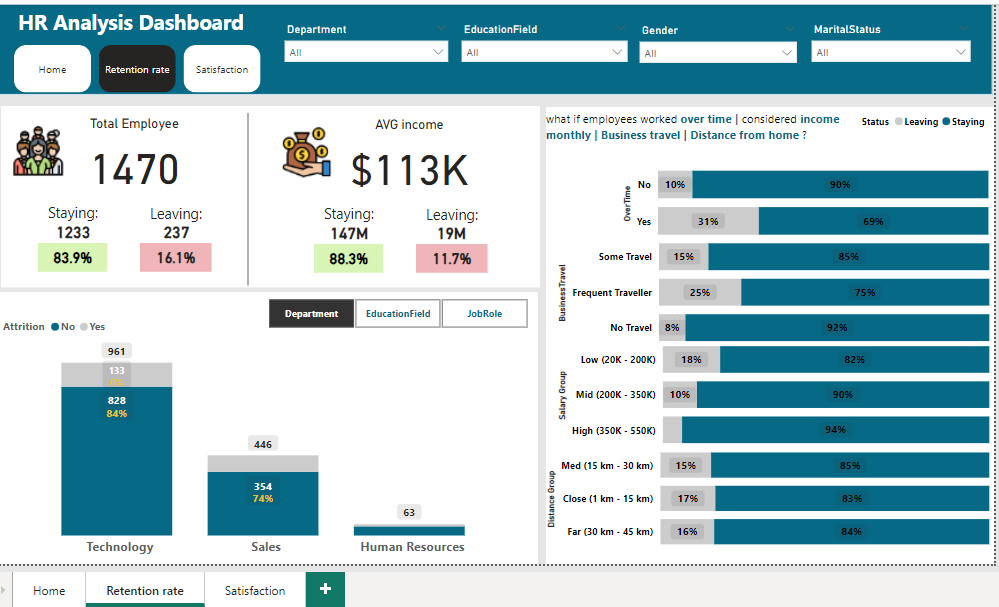 HR Analysis Dashboard
Home
Retention rate
Satisfaction
Department
All
EducationField
All
Gender
All
MaritalStatus
All
Total Employee
1470
Staying:
1233
83.9%
Leaving:
237
16.1%
AVG income
$113K
Staying:
147M
88.3%
Leaving:
19M
11.7%
what if employees worked over time | considered income
monthly | Business travel | Distance from home ?
Status Leaving Staying
OverTime
No 10% 90%
Yes 31% 69%
BusinessTravel
Some Travel 15% 85%
Frequent Traveller 25% 75%
No Travel 8% 92%
Salary Group
Low (20K - 200K) 18% 82%
Mid (200K - 350K) 10% 90%
High (350K - 550K) 94%
Distance Group
Med (15 km - 30 km) 15% 85%
Close (1 km - 15 km) 17% 83%
Far (30 km - 45 km) 16% 84%
Department
EducationField
JobRole
Attrition No Yes
961
133
828
84%
Technology
446
354
74%
Sales
63
Human Resources
Home
Retention rate
Satisfaction
+